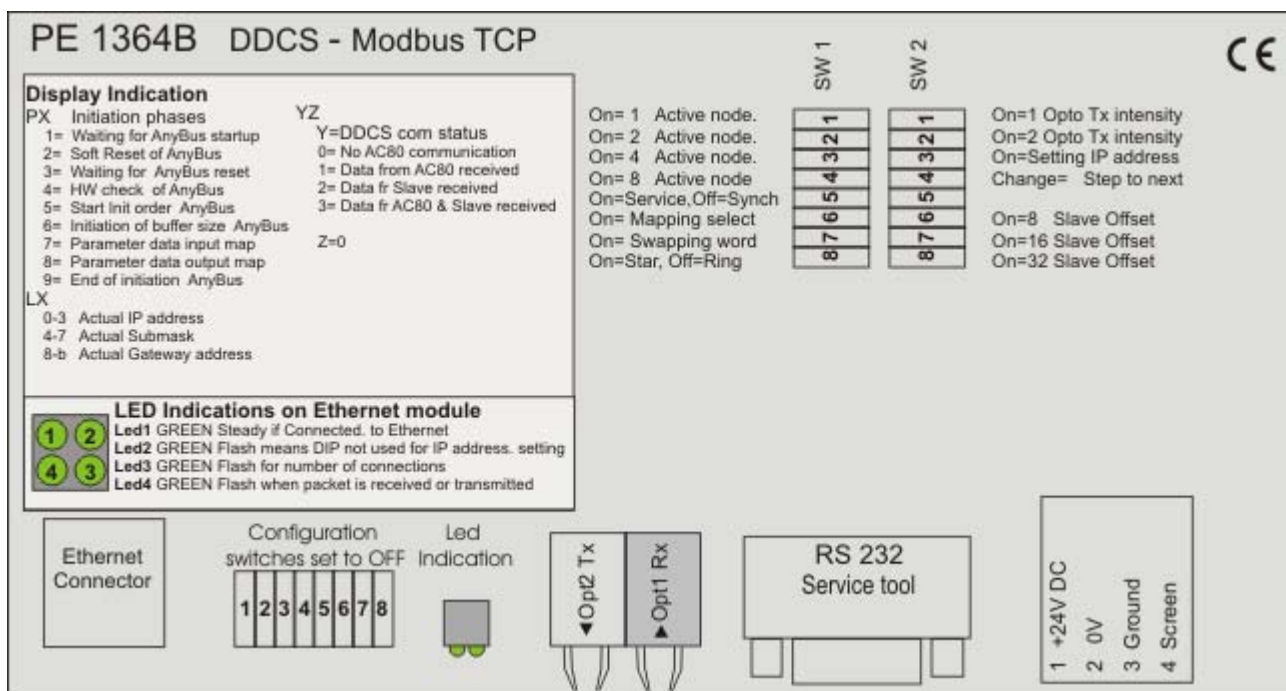 PE 1364B DDCS - Modbus TCP
Display Indication
PX Initiation phases
1= Waiting for AnyBus startup
2= Soft Reset of AnyBus
3= Waiting for AnyBus reset
4= HW check of AnyBus
5= Start Init order AnyBus
6= Initiation of buffer size AnyBus
7= Parameter data input map
8= Parameter data output map
9= End of initiation AnyBus
LX
0-3 Actual IP address
4-7 Actual Submask
8-b Actual Gateway address
YZ
Y=DDCS com status
0= No AC80 communication
1= Data from AC80 received
2= Data fr Slave received
3= Data fr AC80 & Slave received
Z=0
LED Indications on Ethernet module
1 2
4 3
Led1 GREEN Steady if Connected. to Ethernet
Led2 GREEN Flash means DIP not used for IP address. setting
Led3 GREEN Flash for number of connections
Led4 GREEN Flash when packet is received or transmitted
On= 1 Active node.
On= 2 Active node.
On= 4 Active node.
On= 8 Active node
On=Service,Off=Synch
On= Mapping select
On= Swapping word
On=Star, Off=Ring
SW 1
1
2
3
4
5
6
7
8
SW 2
1
2
3
4
5
6
7
8
On=1 Opto Tx intensity
On=2 Opto Tx intensity
On=Setting IP address
Change= Step to next
On=8 Slave Offset
On=16 Slave Offset
On=32 Slave Offset
CE
Ethernet
Connector
Configuration
switches set to OFF
1 2 3 4 5 6 7 8
Led
Indication
◄Opt2 Tx
►Opt1 Rx
RS 232
Service tool
1 +24V DC
2 0V
3 Ground
4 Screen